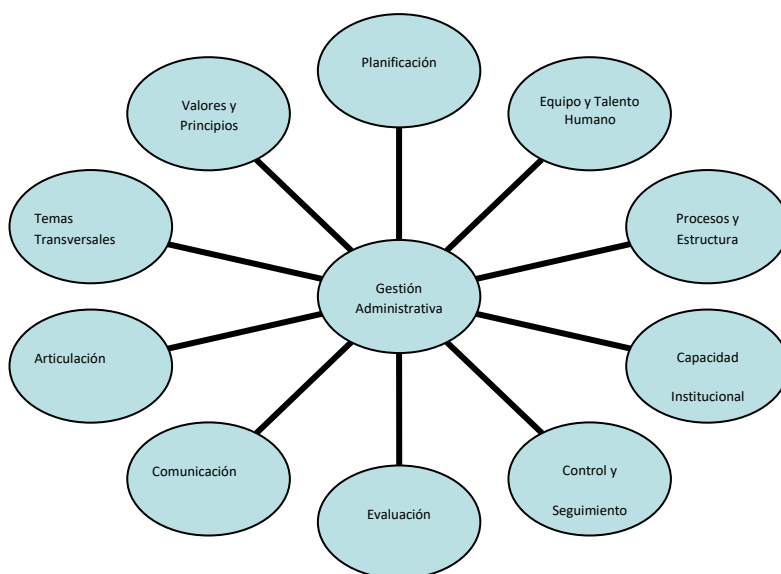 Planificación
Equipo y Talento
Humano
Procesos y
Estructura
Capacidad
Institucional
Control y
Seguimiento
Evaluación
Comunicación
Articulación
Temas
Transversales
Valores y
Principios
Gestión
Administrativa